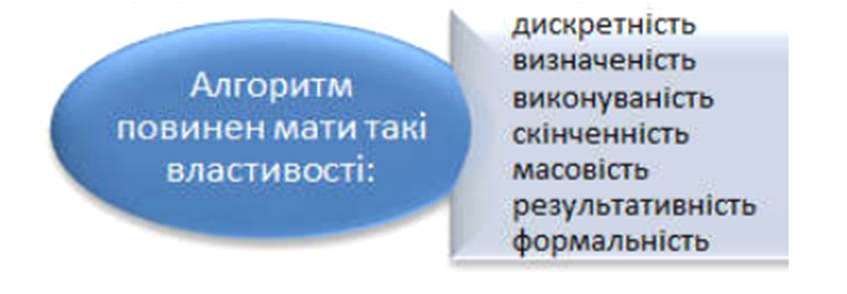 Алгоритм
повинен мати такі
властивості:
дискретність
визначеність
виконуваність
скінченність
масовість
результативність
формальність